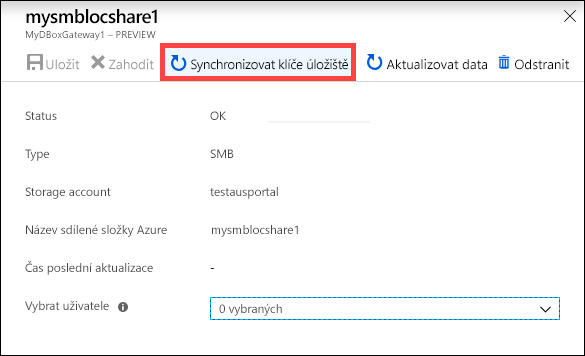 mysmblocshare1
MyDBoxGateway1 – PREVIEW
Uložit Zahodit Synchronizovat klíče úložiště Aktualizovat data Odstranit
Status OK
Type SMB
Storage account testausportal
Název sdílené složky Azure mysmblocshare1
Čas poslední aktualizace -
Vybrat uživatele 0 vybraných